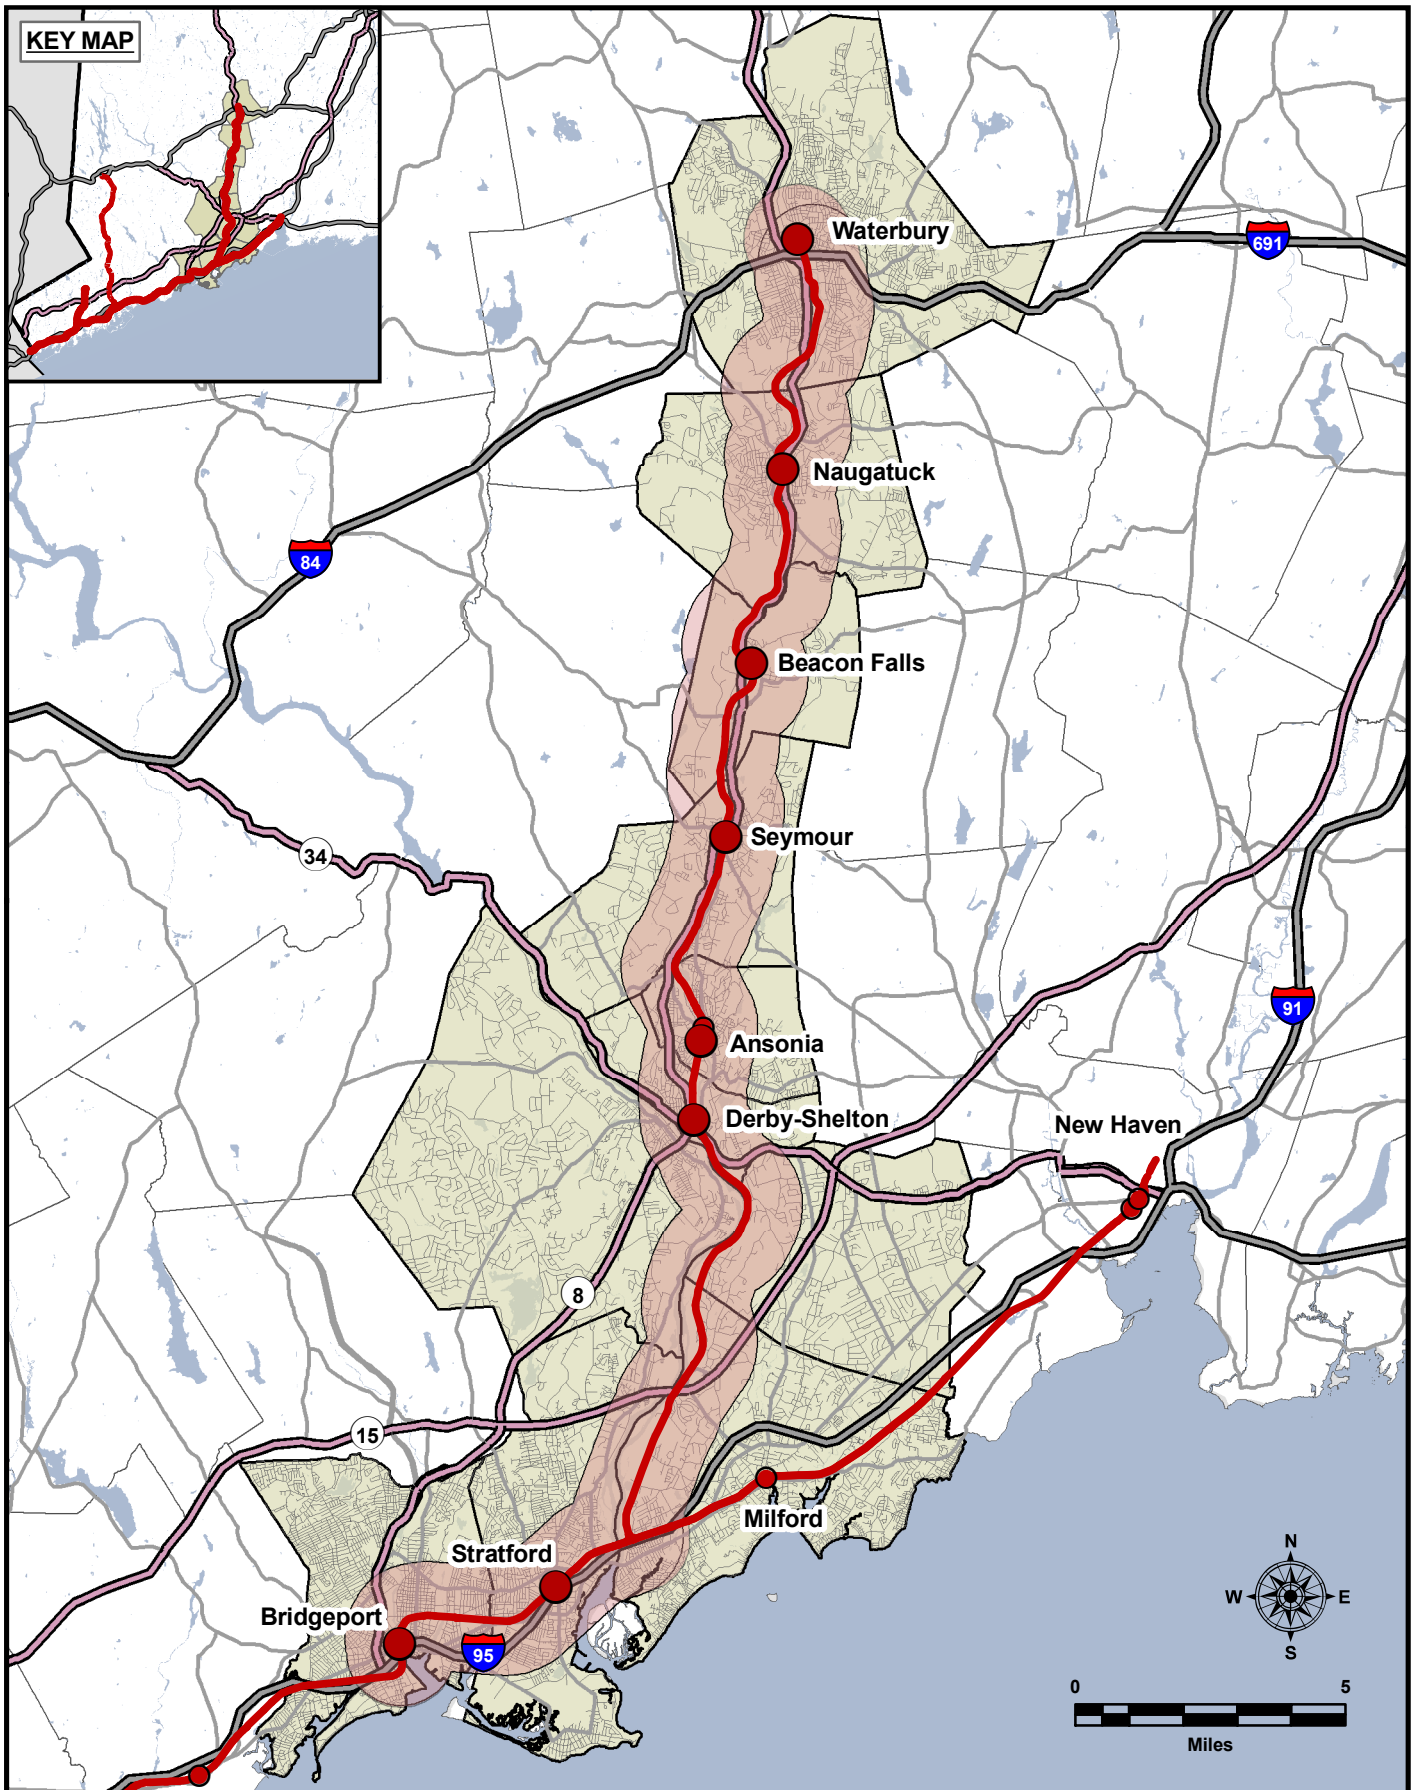 KEY MAP
Waterbury
691
Naugatuck
84
Beacon Falls
Seymour
34
91
Ansonia
Derby-Shelton
New Haven
8
15
Milford
Stratford
Bridgeport
95
N
W E
S
0 5
Miles